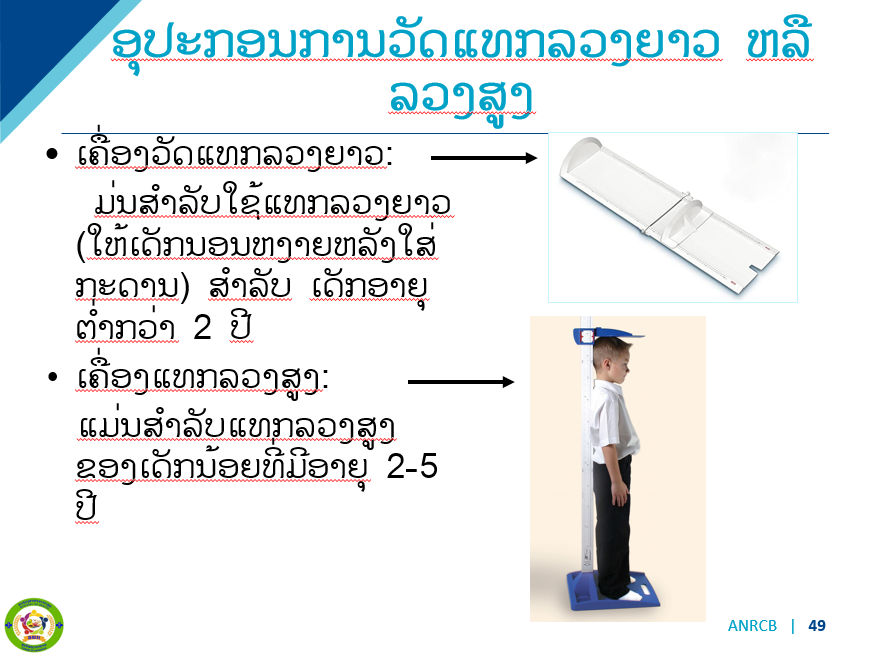 ອຸປະກອນການວັດແທກລວງຍາວ ຫລື
ລວງສູງ
• ເຄື່ອງວັດແທກລວງຍາວ:
ມ່ນສຳລັບໃຊ້ແທກລວງຍາວ
(ໃຫ້ເດັກນອນຫງາຍຫລັງໃສ່
ກະດານ) ສຳລັບ ເດັກອາຍຸ
ຕ່ຳກວ່າ 2 ປີ
• ເຄື່ອງແທກລວງສູງ:
ແມ່ນສຳລັບແທກລວງສູງ
ຂອງເດັກນ້ອຍທີ່ມີອາຍຸ 2-5
ປີ
ANRCB | 49